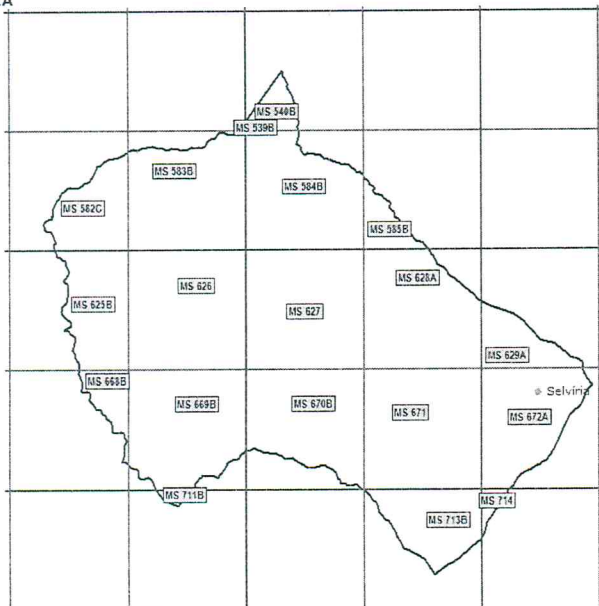 A
MS 540B
MS 539B
MS 583B
MS 584B
MS 582C
MS 585B
MS 628A
MS 626
MS 625B
MS 627
MS 629A
MS 668B
Selvíria
MS 669B
MS 670B
MS 671
MS 672A
MS 711B
MS 714
MS 713B